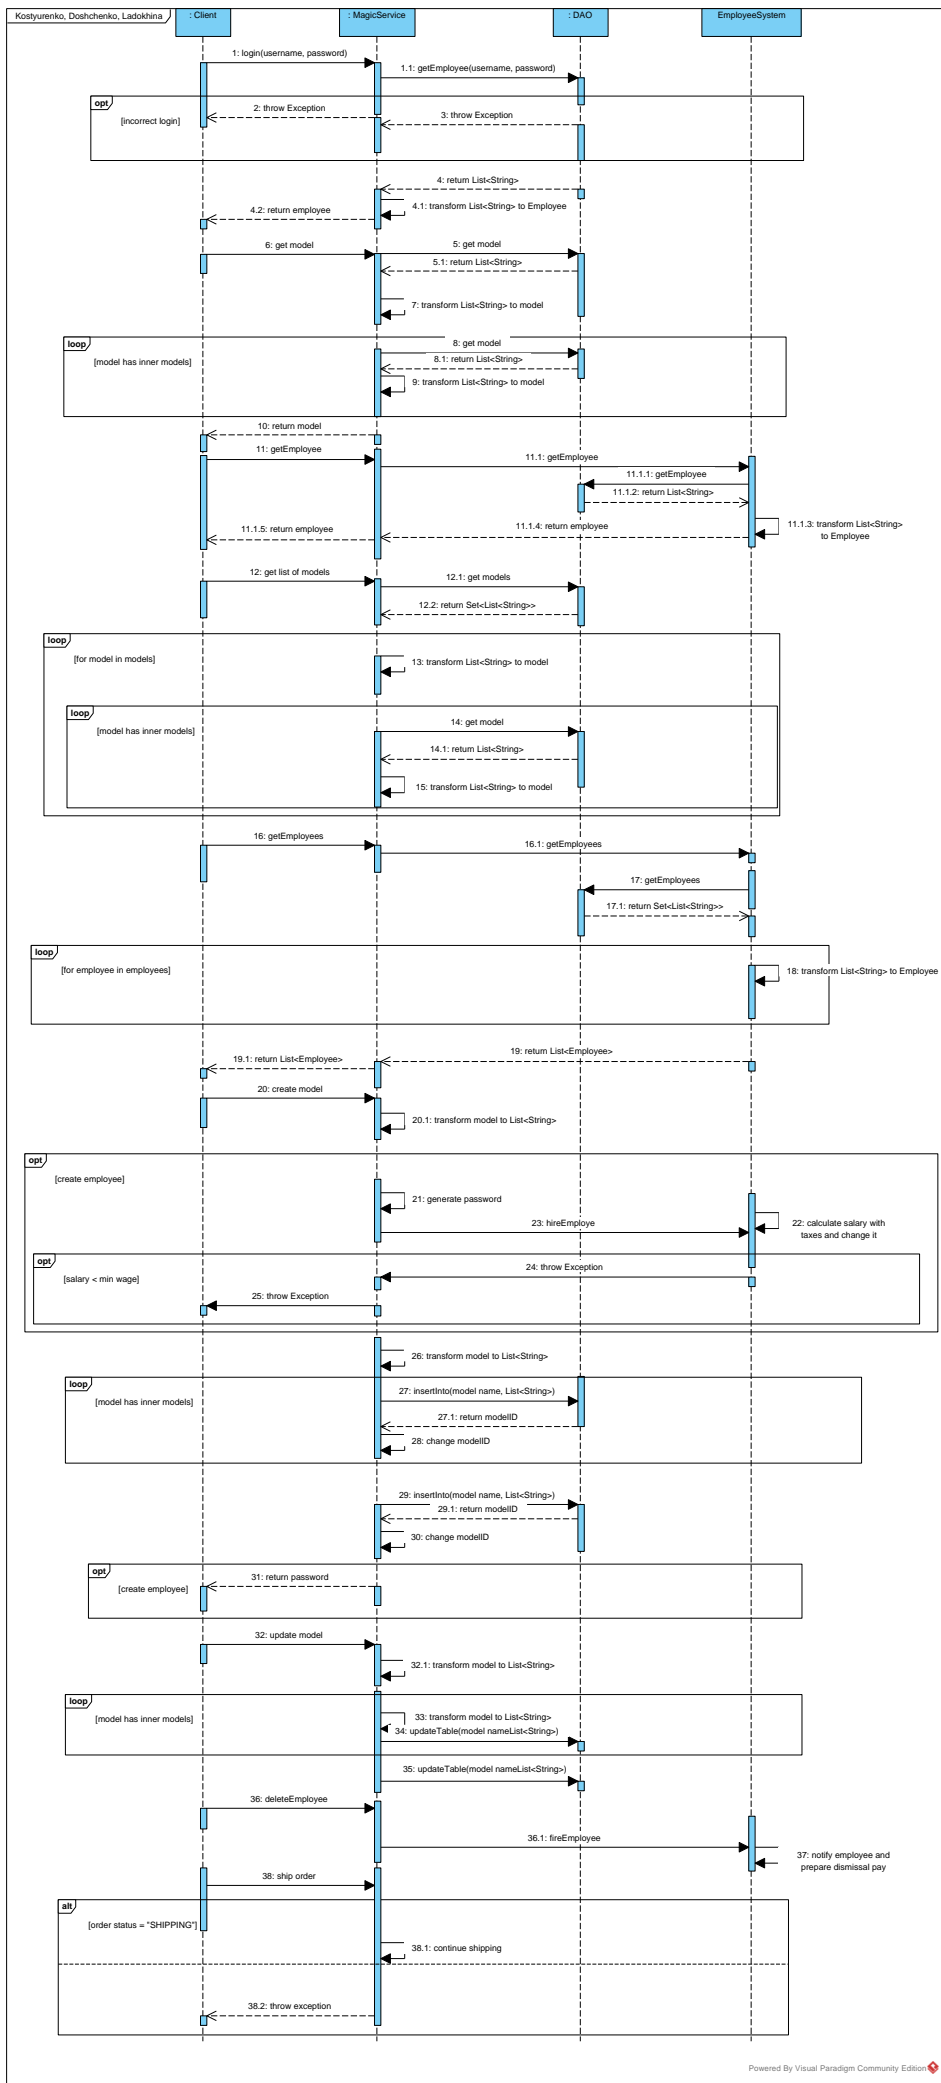 Kostyurenko, Doshchenko, Ladokhina
: Client
: MagicService
: DAO
EmployeeSystem
1: login(username, password)
1.1: getEmployee(username, password)
opt
2: throw Exception
3: throw Exception
[incorrect login]
4: return List<String>
4.1: transform List<String> to Employee
4.2: return employee
6: get model
5: get model
5.1: return List<String>
7: transform List<String> to model
loop
8: get model
[model has inner models]
8.1: return List<String>
9: transform List<String> to model
10: return model
11: getEmployee
11.1: getEmployee
11.1.1: getEmployee
11.1.2: return List<String>
11.1.5: return employee
11.1.4: return employee
11.1.3: transform List<String>
to Employee
12: get list of models
12.1: get models
12.2: return Set<List<String>>
loop
[for model in models]
13: transform List<String> to model
loop
14: get model
[model has inner models]
14.1: return List<String>
15: transform List<String> to model
16: getEmployees
16.1: getEmployees
17: getEmployees
17.1: return Set<List<String>>
loop
[for employee in employees]
18: transform List<String> to Employee
19: return List<Employee>
19.1: return List<Employee>
20: create model
20.1: transform model to List<String>
opt
[create employee]
21: generate password
23: hireEmploye
22: calculate salary with
taxes and change it
opt
24: throw Exception
[salary < min wage]
25: throw Exception
26: transform model to List<String>
loop
27: insertInto(model name, List<String>)
[model has inner models]
27.1: return modelID
28: change modelID
29: insertInto(model name, List<String>)
29.1: return modelID
30: change modelID
opt
31: return password
[create employee]
32: update model
32.1: transform model to List<String>
loop
33: transform model to List<String>
[model has inner models]
34: updateTable(model nameList<String>)
35: updateTable(model nameList<String>)
36: deleteEmployee
36.1: fireEmployee
37: notify employee and
prepare dismissal pay
38: ship order
alt
[order status = "SHIPPING"]
38.1: continue shipping
38.2: throw exception
Powered By Visual Paradigm Community Edition